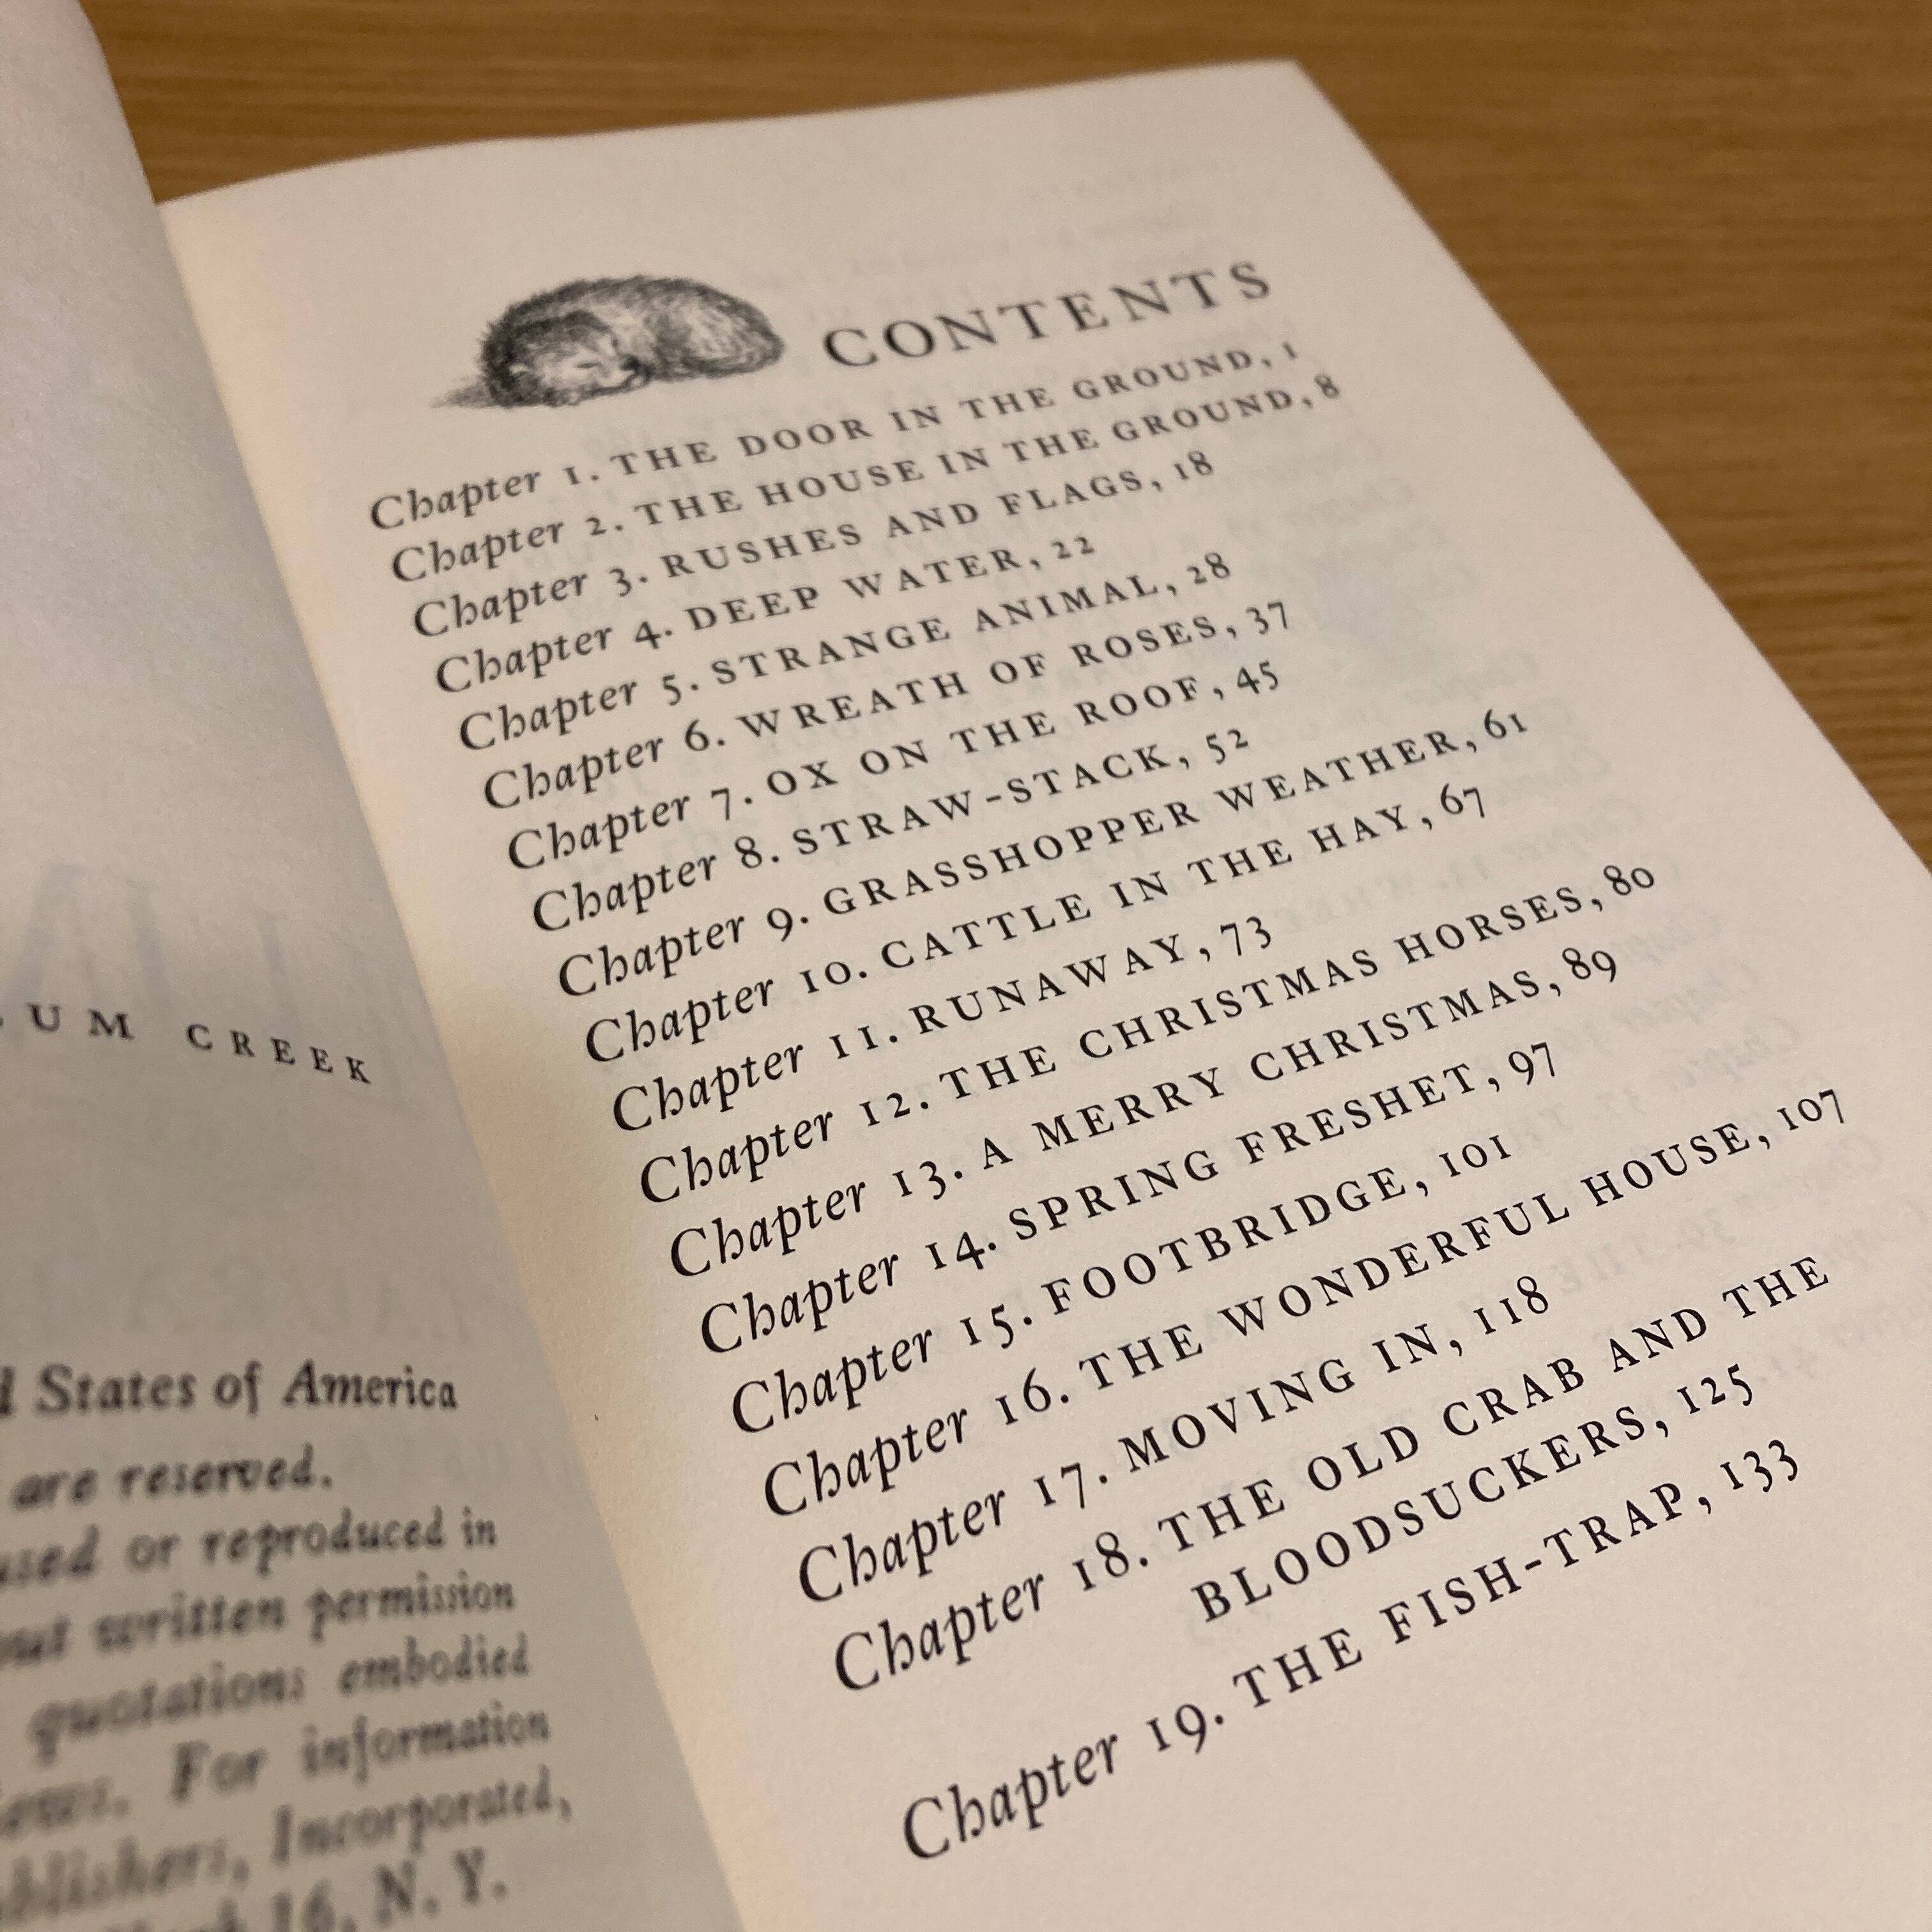 UM CREEK
States of America
are reserved.
used or reproduced in
written permission
quotations embodied
For information
Incorporated,
16, N. Y.
CONTENTS
Chapter 1. THE DOOR IN THE GROUND, 1
Chapter 2. THE HOUSE IN THE GROUND, 8
Chapter 3. RUSHES AND FLAGS, 18
Chapter 4. DEEP WATER, 22
Chapter 5. STRANGE ANIMAL, 28
Chapter 6. WREATH OF ROSES, 37
Chapter 7. OX ON THE ROOF, 45
Chapter 8. STRAW-STACK, 52
Chapter 9. GRASSHOPPER WEATHER, 61
Chapter 10. CATTLE IN THE HAY, 67
Chapter 11. RUNAWAY, 73
Chapter 12. THE CHRISTMAS HORSES, 80
Chapter 13. A MERRY CHRISTMAS, 89
Chapter 14. SPRING FRESHET, 97
Chapter 15. FOOTBRIDGE, 101
Chapter 16. THE WONDERFUL HOUSE, 107
Chapter 17. MOVING IN, 118
Chapter 18. THE OLD CRAB AND THE
BLOODSUCKERS, 125
Chapter 19. THE FISH-TRAP, 133